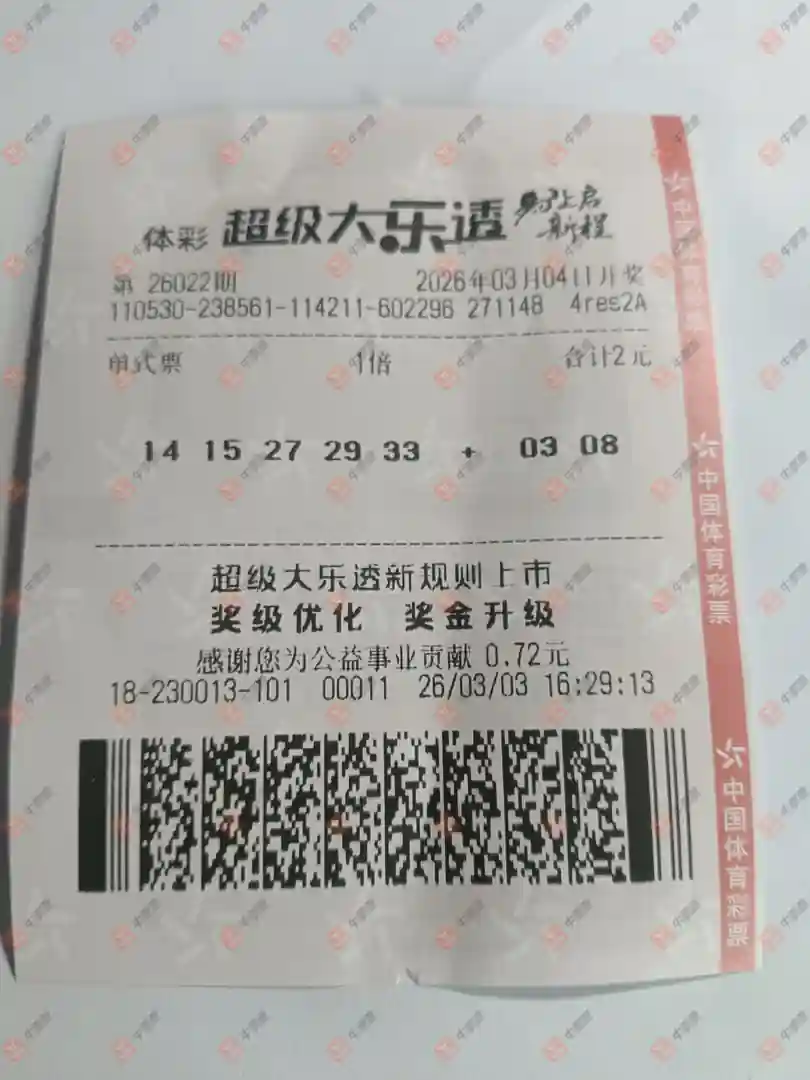 体彩 超级大乐透 马上启
新程
第 26022期 2026年03月04日开奖
110530-238561-114211-602296 271148 4res2A
单式票 1倍 合计2元
14 15 27 29 33 + 03 08
超级大乐透新规则上市
奖级优化 奖金升级
感谢您为公益事业贡献 0.72元
18-230013-101 00011 26/03/03 16:29:13
中国体育彩票
中国体育彩票
中国体育彩票